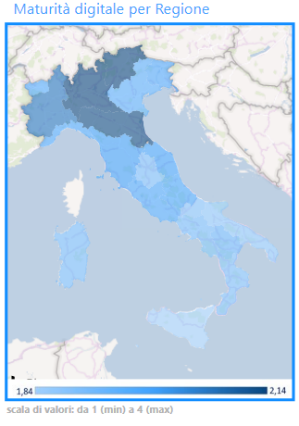 Maturità digitale per Regione
1,84
2,14
scala di valori: da 1 (min) a 4 (max)